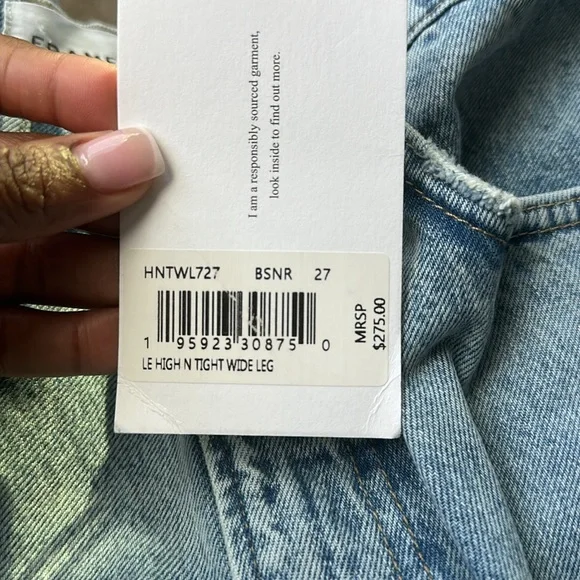 I am a responsibly sourced garment,
look inside to find out more.
HNTWL727 BSNR 27
1 95923 30875 0
LE HIGH N TIGHT WIDE LEG
MRSP
$275.00